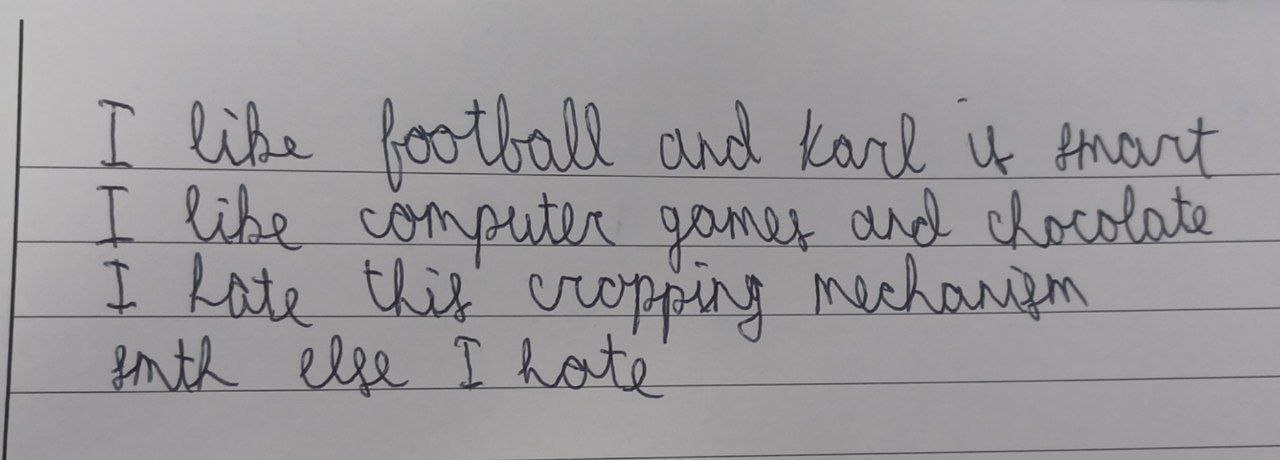 I like football and Karl is smart
I like computer games and chocolate
I hate this cropping mechanism
smth else I hate